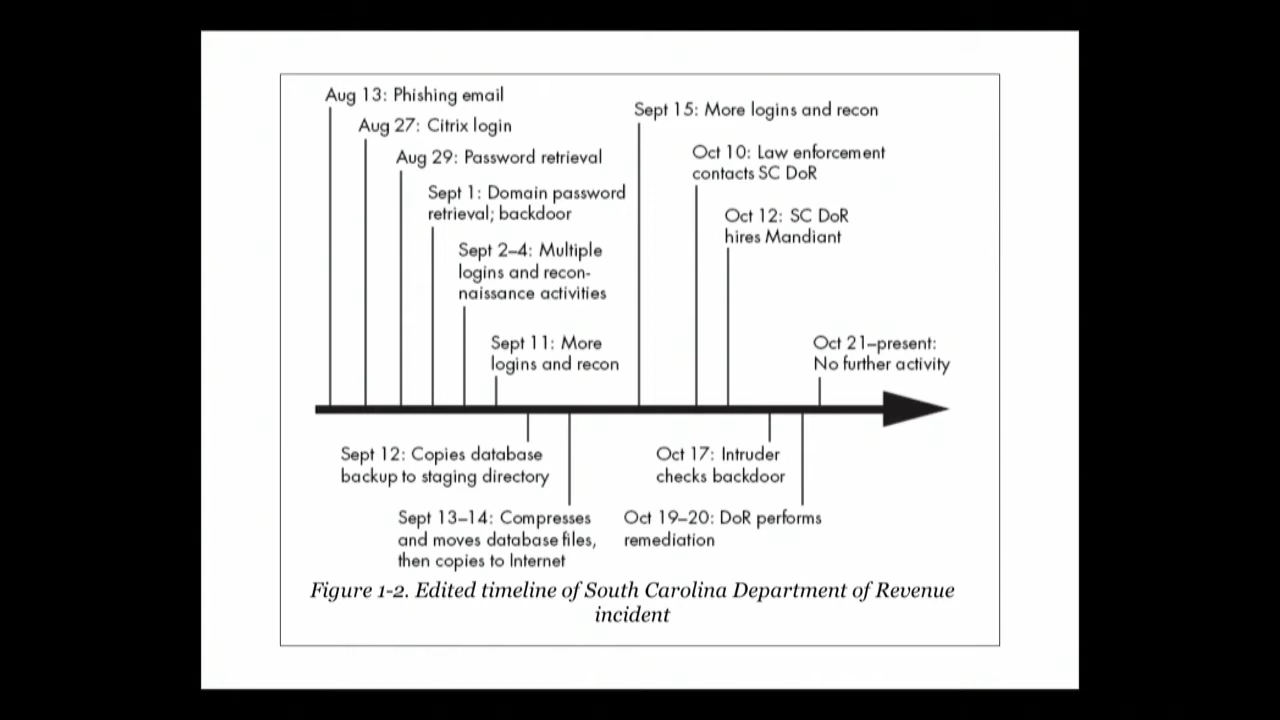 Aug 13: Phishing email
Aug 27: Citrix login
Aug 29: Password retrieval
Sept 1: Domain password
retrieval; backdoor
Sept 2–4: Multiple
logins and recon-
naissance activities
Sept 11: More
logins and recon
Sept 15: More logins and recon
Oct 10: Law enforcement
contacts SC DoR
Oct 12: SC DoR
hires Mandiant
Oct 21–present:
No further activity
Sept 12: Copies database
backup to staging directory
Sept 13–14: Compresses
and moves database files,
then copies to Internet
Oct 17: Intruder
checks backdoor
Oct 19–20: DoR performs
remediation
Figure 1-2. Edited timeline of South Carolina Department of Revenue
incident